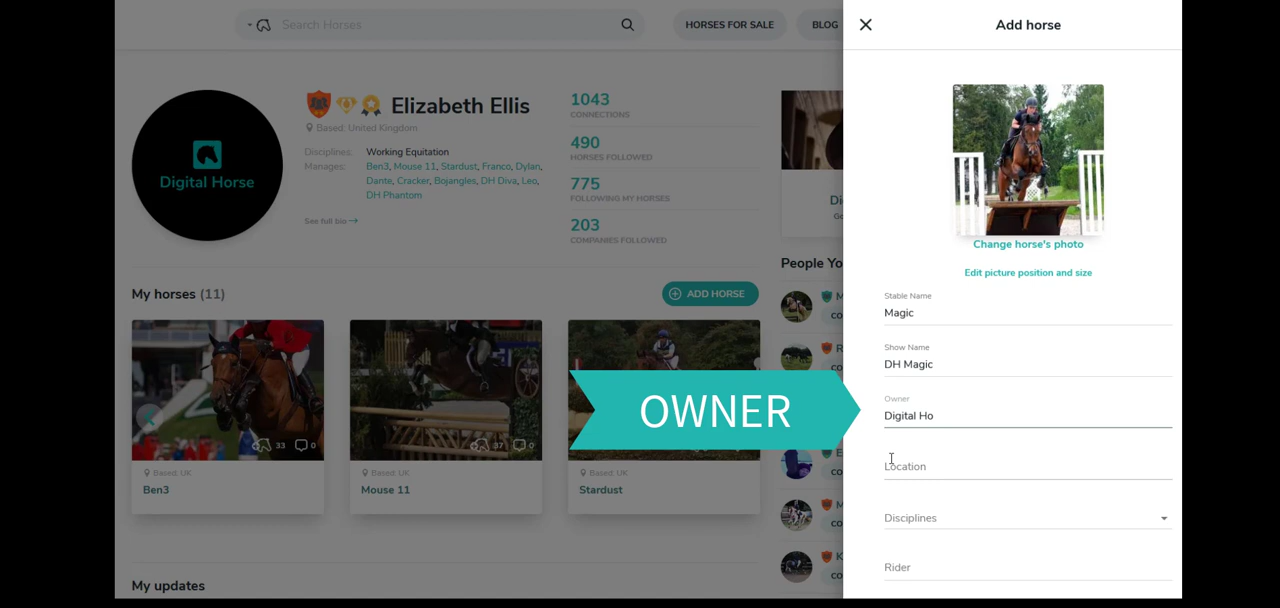 Search Horses
HORSES FOR SALE
BLOG
Add horse
Digital Horse
Elizabeth Ellis
Based: United Kingdom
Disciplines: Working Equitation
Manages: Ben3, Mouse 11, Stardust, Franco, Dylan,
Dante, Cracker, Bojangles, DH Diva, Leo,
DH Phantom
See full bio
1043
CONNECTIONS
490
HORSES FOLLOWED
775
FOLLOWING MY HORSES
203
COMPANIES FOLLOWED
My horses (11)
ADD HORSE
33
0
Based: UK
Ben3
37
0
Based: UK
Mouse 11
Based: UK
Stardust
My updates
OWNER
Change horse's photo
Edit picture position and size
Stable Name
Magic
Show Name
DH Magic
Owner
Digital Ho
Location
Disciplines
Rider